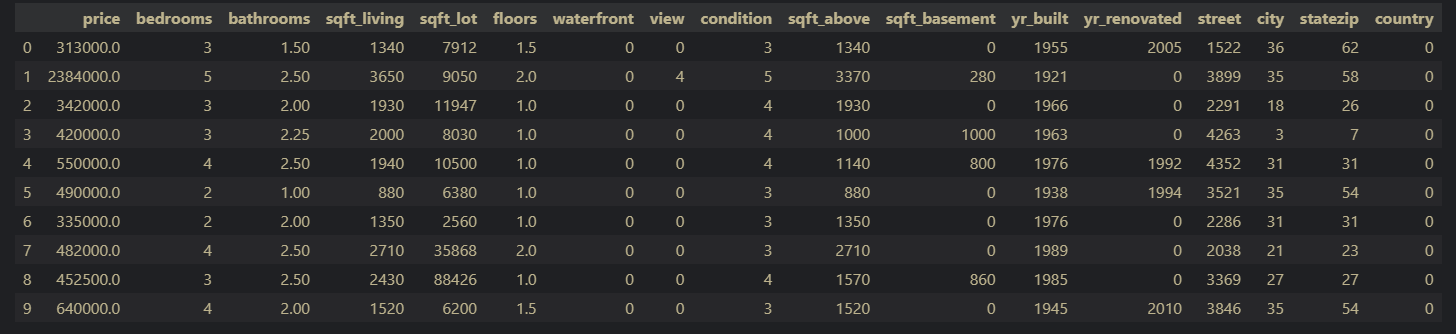 price bedrooms bathrooms sqft_living sqft_lot floors waterfront view condition sqft_above sqft_basement yr_built yr_renovated street city statezip country
0 313000.0 3 1.50 1340 7912 1.5 0 0 3 1340 0 1955 2005 1522 36 62 0
1 2384000.0 5 2.50 3650 9050 2.0 0 4 5 3370 280 1921 0 3899 35 58 0
2 342000.0 3 2.00 1930 11947 1.0 0 0 4 1930 0 1966 0 2291 18 26 0
3 420000.0 3 2.25 2000 8030 1.0 0 0 4 1000 1000 1963 0 4263 3 7 0
4 550000.0 4 2.50 1940 10500 1.0 0 0 4 1140 800 1976 1992 4352 31 31 0
5 490000.0 2 1.00 880 6380 1.0 0 0 3 880 0 1938 1994 3521 35 54 0
6 335000.0 2 2.00 1350 2560 1.0 0 0 3 1350 0 1976 0 2286 31 31 0
7 482000.0 4 2.50 2710 35868 2.0 0 0 3 2710 0 1989 0 2038 21 23 0
8 452500.0 3 2.50 2430 88426 1.0 0 0 4 1570 860 1985 0 3369 27 27 0
9 640000.0 4 2.00 1520 6200 1.5 0 0 3 1520 0 1945 2010 3846 35 54 0